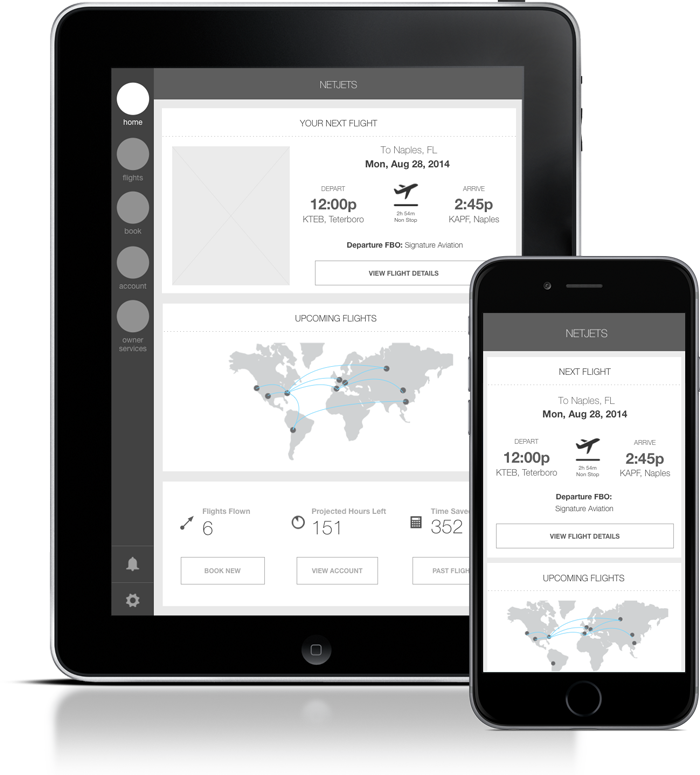 NETJETS
home
flights
book
account
owner
services
YOUR NEXT FLIGHT
To Naples, FL
Mon, Aug 28, 2014
DEPART
12:00p
KTEB, Teterboro
2h 54m
Non Stop
ARRIVE
2:45p
KAPF, Naples
Departure FBO: Signature Aviation
VIEW FLIGHT DETAILS
UPCOMING FLIGHTS
Flights Flown
6
Projected Hours Left
151
Time Save
352
BOOK NEW
VIEW ACCOUNT
PAST FLIGH
NETJETS
NEXT FLIGHT
To Naples, FL
Mon, Aug 28, 2014
DEPART
12:00p
KTEB, Teterboro
2h 54m
Non Stop
ARRIVE
2:45p
KAPF, Naples
Departure FBO:
Signature Aviation
VIEW FLIGHT DETAILS
UPCOMING FLIGHTS